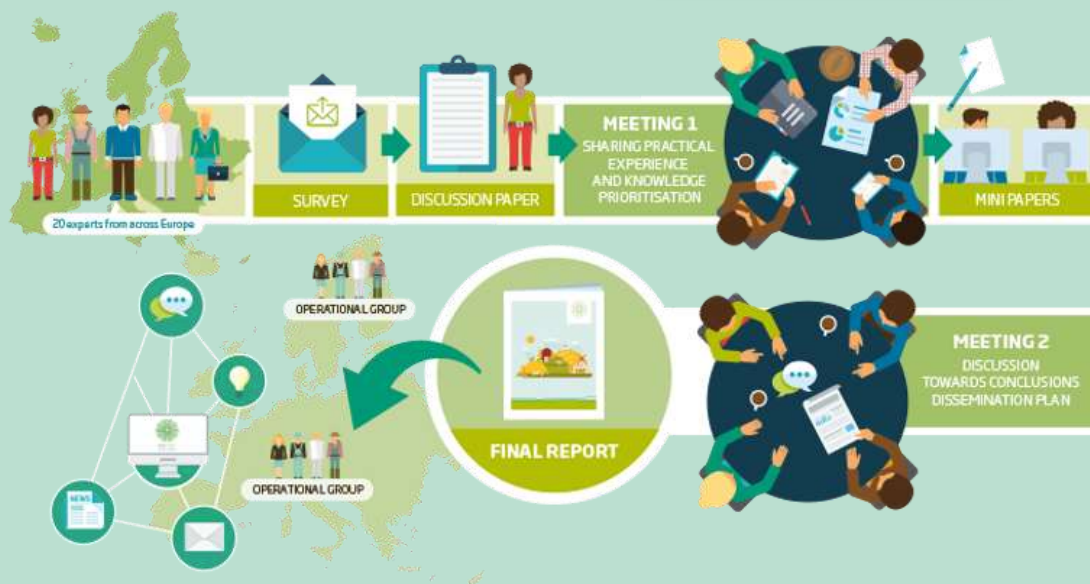 20 experts from across Europe
SURVEY
DISCUSSION PAPER
MEETING 1
SHARING PRACTICAL
EXPERIENCE
AND KNOWLEDGE
PRIORITISATION
MINI PAPERS
OPERATIONAL GROUP
MEETING 2
DISCUSSION
TOWARDS CONCLUSIONS
DISSEMINATION PLAN
FINAL REPORT
OPERATIONAL GROUP
NEWS